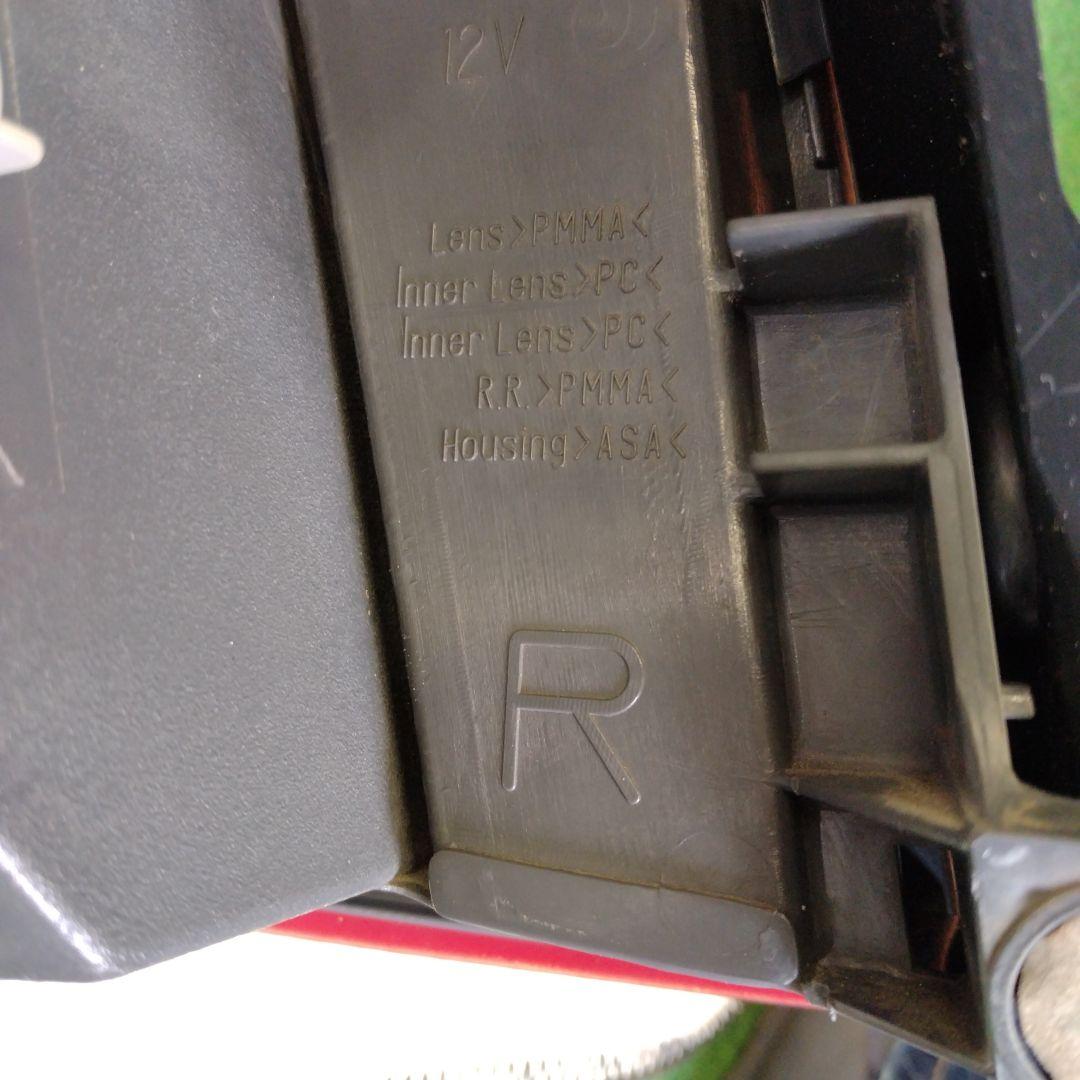 12V
Lens>PMMA<
Inner Lens>PC<
Inner Lens>PC<
R.R.>PMMA<
Housing>ASA<
R